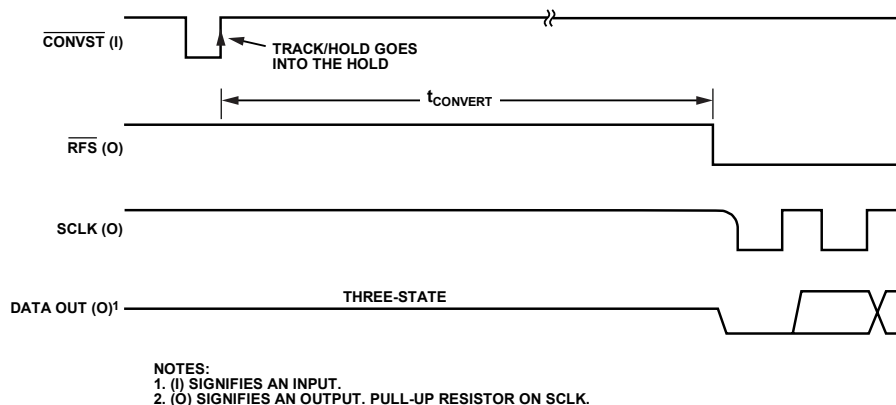 CONVST (I)
TRACK/HOLD GOES
INTO THE HOLD
tCONVERT
RFS (O)
SCLK (O)
THREE-STATE
DATA OUT (O)1
NOTES:
1. (I) SIGNIFIES AN INPUT.
2. (O) SIGNIFIES AN OUTPUT. PULL-UP RESISTOR ON SCLK.